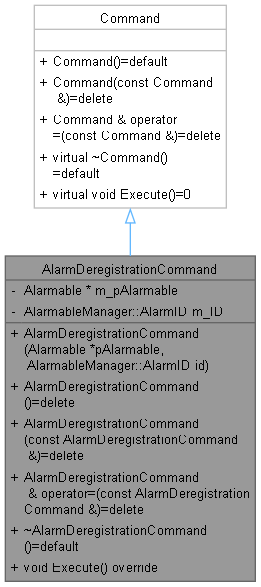 Command
+ Command()=default
+ Command(const Command
&)=delete
+ Command & operator
=(const Command &)=delete
+ virtual ~Command()
=default
+ virtual void Execute()=0
AlarmDeregistrationCommand
- Alarmable * m_pAlarmable
- AlarmableManager::AlarmID m_ID
+ AlarmDeregistrationCommand
(Alarmable *pAlarmable,
AlarmableManager::AlarmID id)
+ AlarmDeregistrationCommand
()=delete
+ AlarmDeregistrationCommand
(const AlarmDeregistrationCommand
&)=delete
+ AlarmDeregistrationCommand
& operator=(const AlarmDeregistration
Command &)=delete
+ ~AlarmDeregistrationCommand
()=default
+ void Execute() override